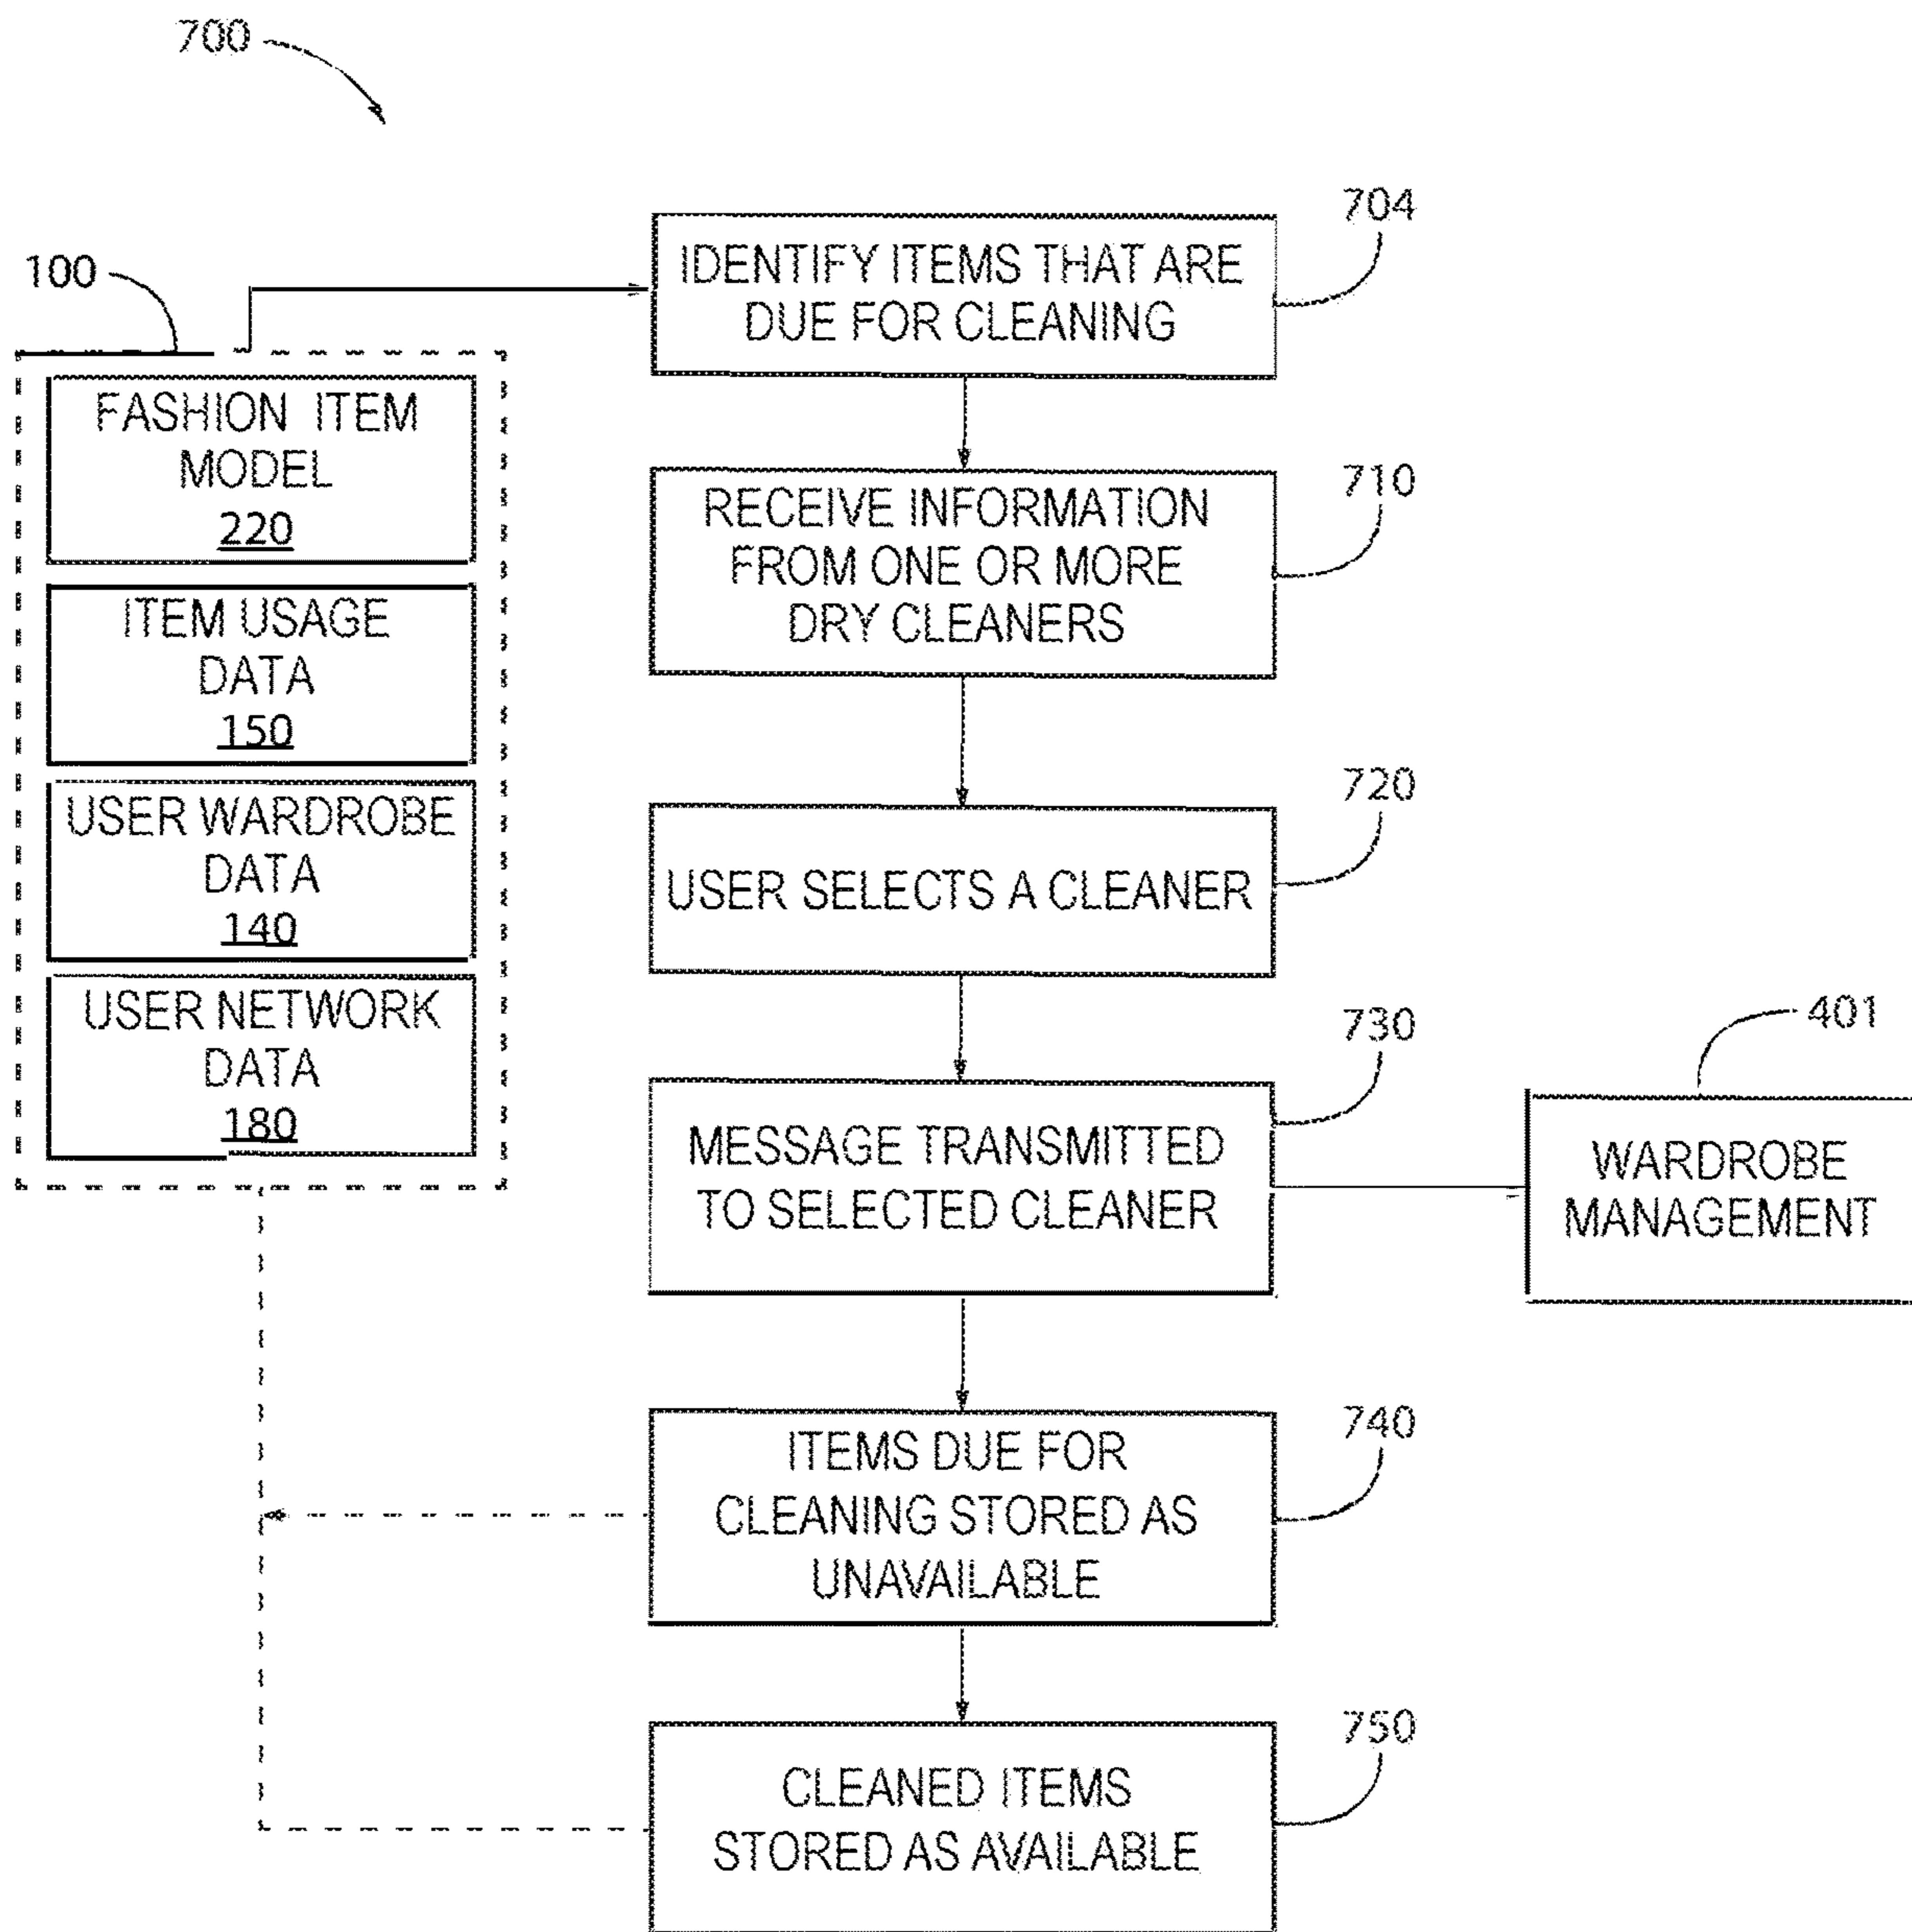 700
704
IDENTIFY ITEMS THAT ARE
DUE FOR CLEANING
100
FASHION ITEM
MODEL
220
ITEM USAGE
DATA
150
USER WARDROBE
DATA
140
USER NETWORK
DATA
180
710
RECEIVE INFORMATION
FROM ONE OR MORE
DRY CLEANERS
720
USER SELECTS A CLEANER
730
MESSAGE TRANSMITTED
TO SELECTED CLEANER
401
WARDROBE
MANAGEMENT
740
ITEMS DUE FOR
CLEANING STORED AS
UNAVAILABLE
750
CLEANED ITEMS
STORED AS AVAILABLE